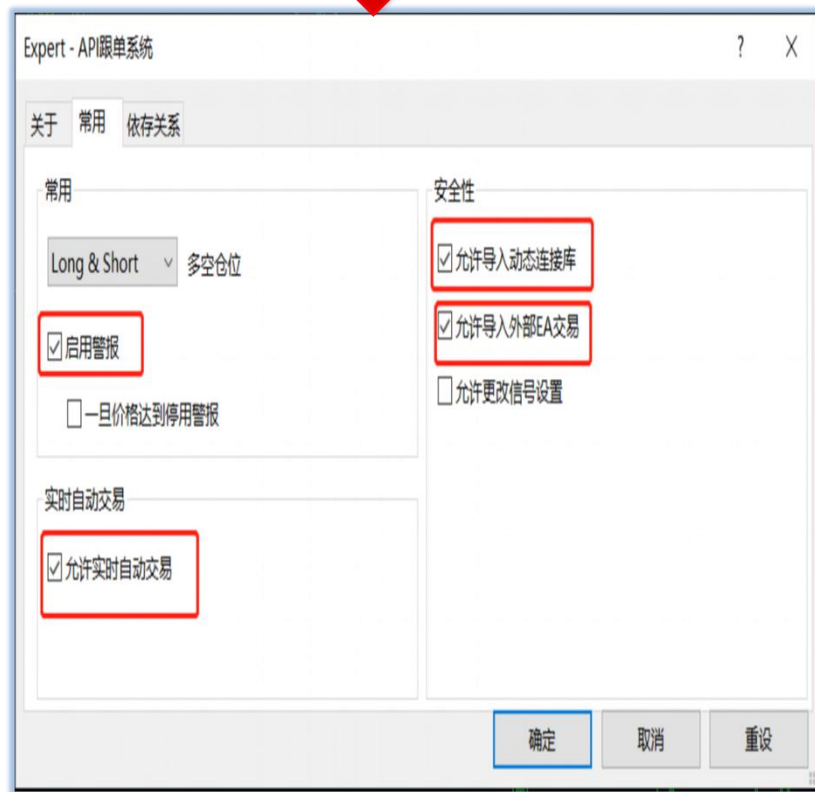 Expert - API跟单系统
关于 常用 依存关系
常用
Long & Short 多空仓位
启用警报
一旦价格达到停用警报
实时自动交易
允许实时自动交易
安全性
允许导入动态连接库
允许导入外部EA交易
允许更改信号设置
确定 取消 重设